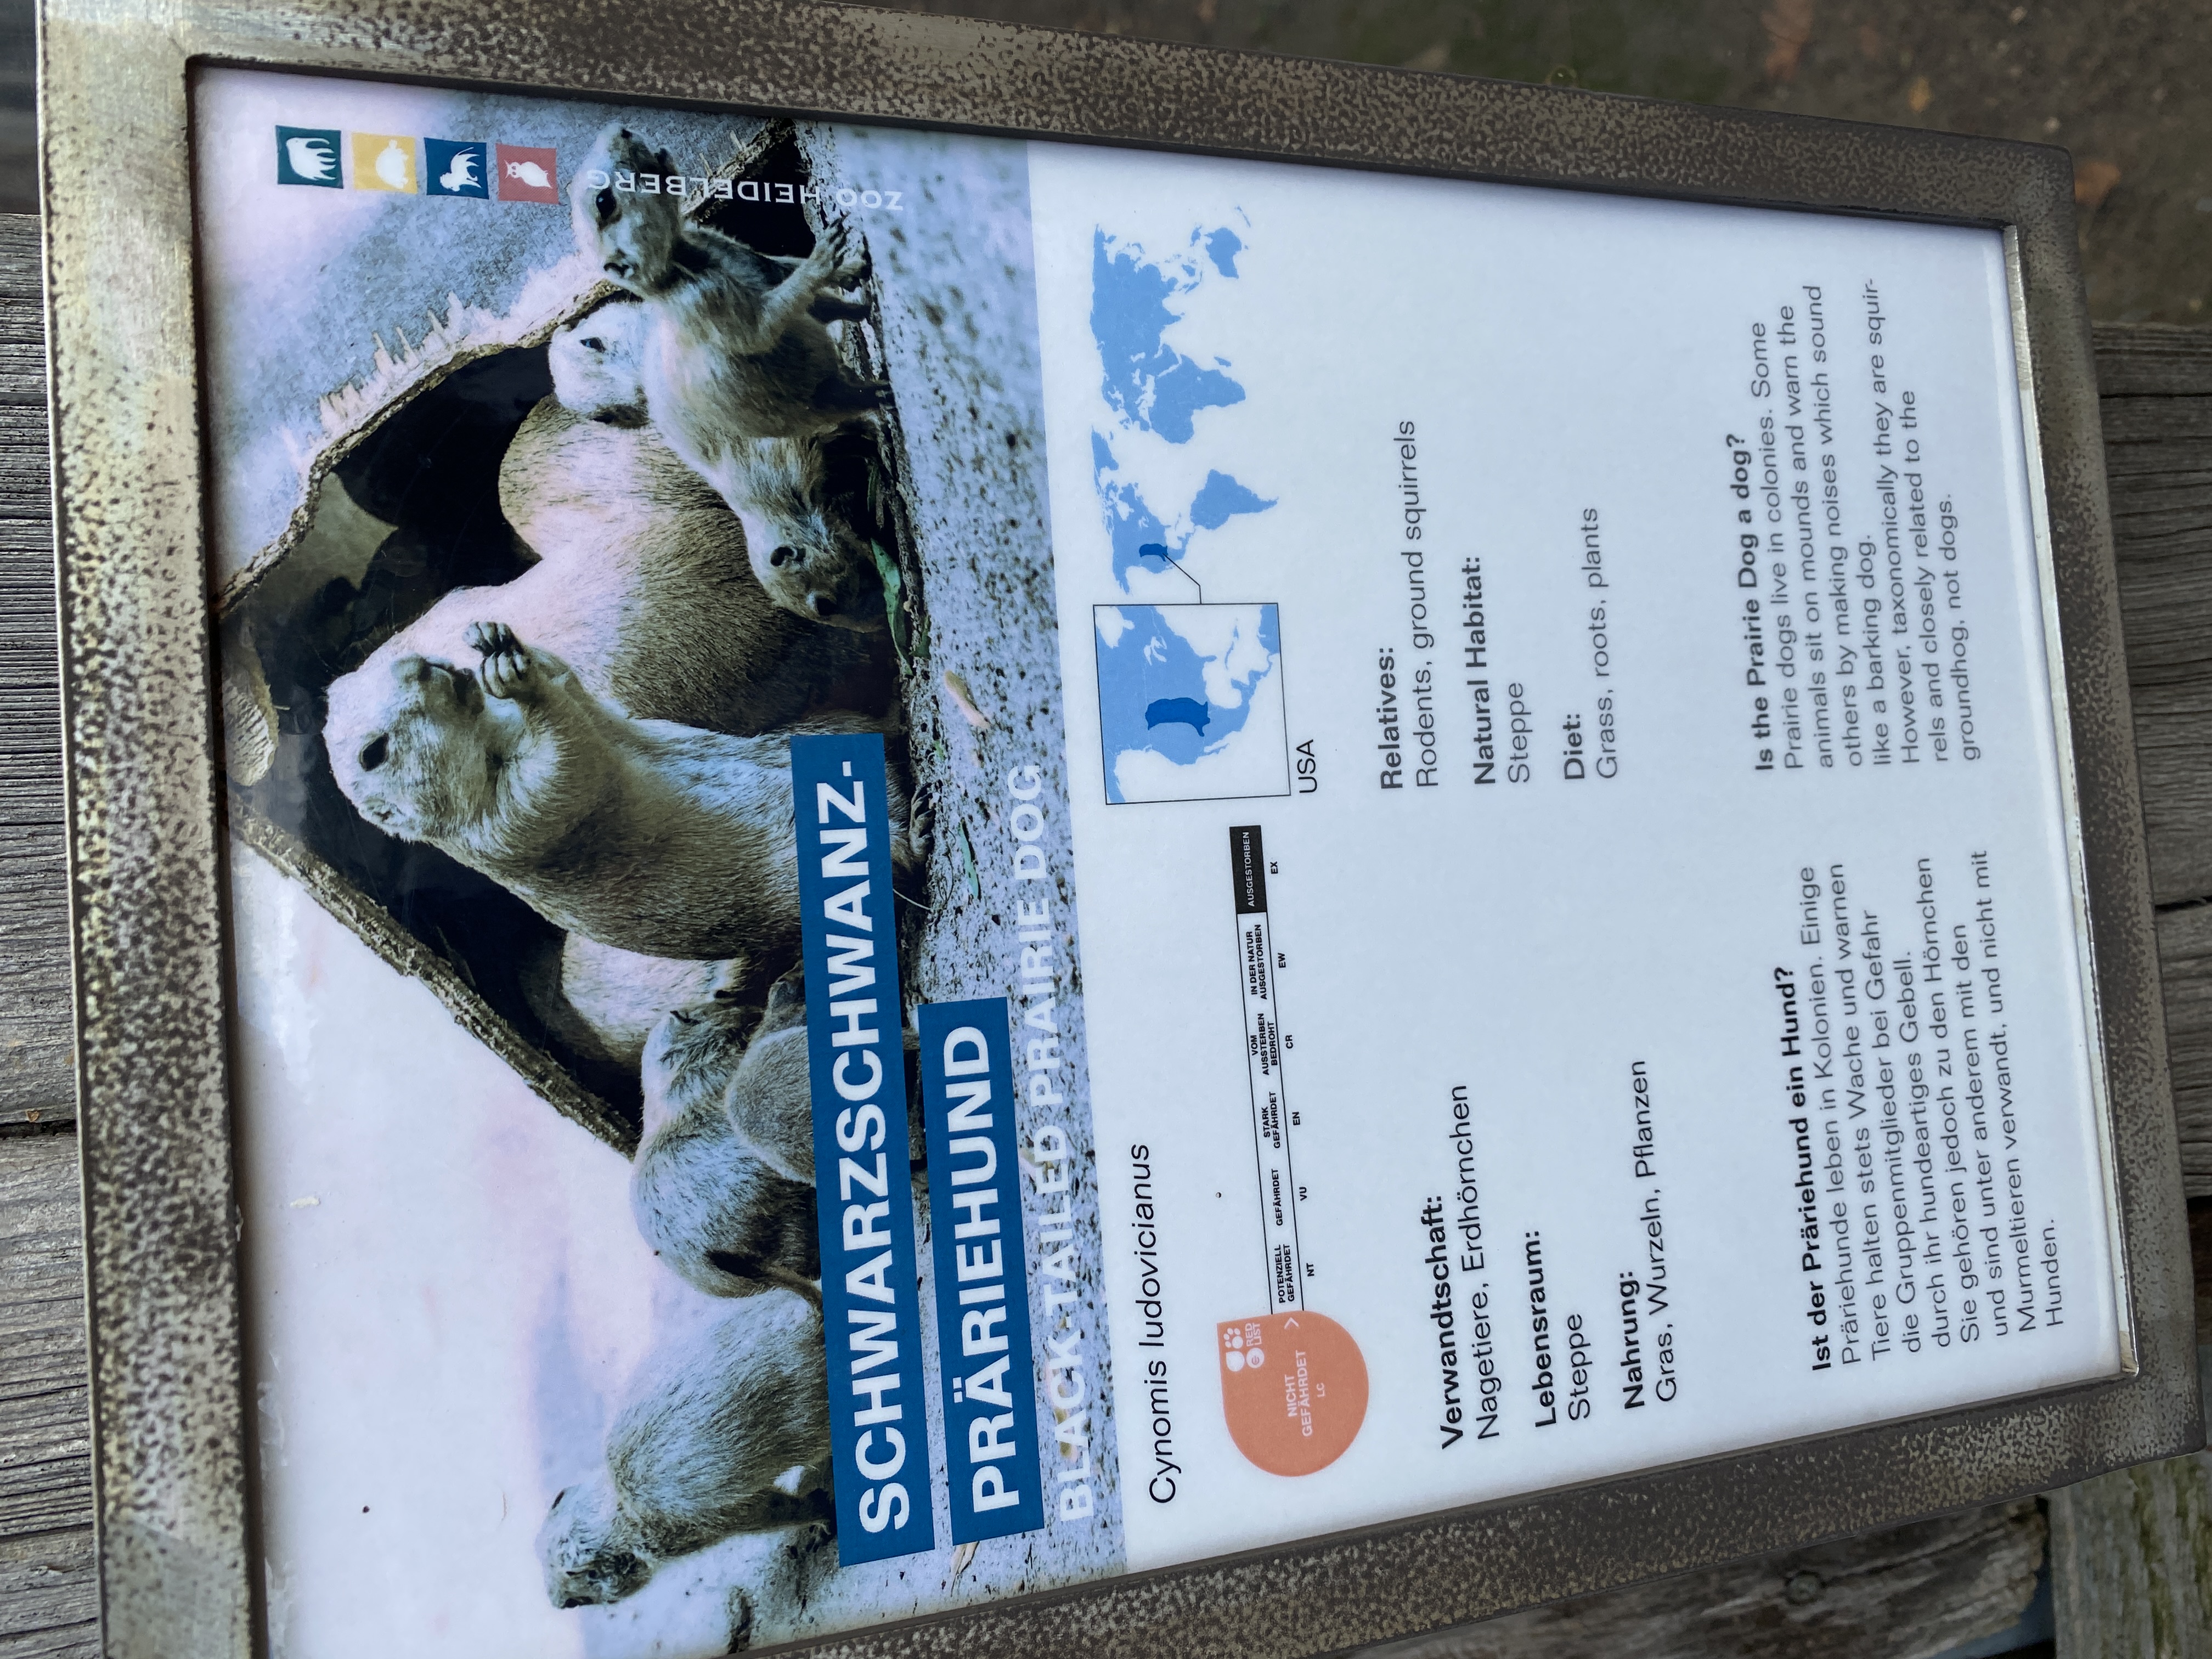 ZOO HEIDELBERG
SCHWARZSCHWANZ-
PRÄRIEHUND
BLACK-TAILED PRAIRIE DOG
Cynomis ludovicianus
RED
LIST
NICHT
GEFÄHRDET
LC
POTENZIELL
GEFÄHRDET
NT
GEFÄHRDET
VU
STARK
GEFÄHRDET
EN
VOM
AUSSTERBEN
BEDROHT
CR
IN DER NATUR
AUSGESTORBEN
EW
AUSGESTORBEN
EX
USA
Verwandtschaft:
Nagetiere, Erdhörnchen
Lebensraum:
Steppe
Nahrung:
Gras, Wurzeln, Pflanzen
Ist der Präriehund ein Hund?
Präriehunde leben in Kolonien. Einige
Tiere halten stets Wache und warnen
die Gruppenmitglieder bei Gefahr
durch ihr hundeartiges Gebell.
Sie gehören jedoch zu den Hörnchen
und sind unter anderem mit den
Murmeltieren verwandt, und nicht mit
Hunden.
Relatives:
Rodents, ground squirrels
Natural Habitat:
Steppe
Diet:
Grass, roots, plants
Is the Prairie Dog a dog?
Prairie dogs live in colonies. Some
animals sit on mounds and warn the
others by making noises which sound
like a barking dog.
However, taxonomically they are squir-
rels and closely related to the
groundhog, not dogs.